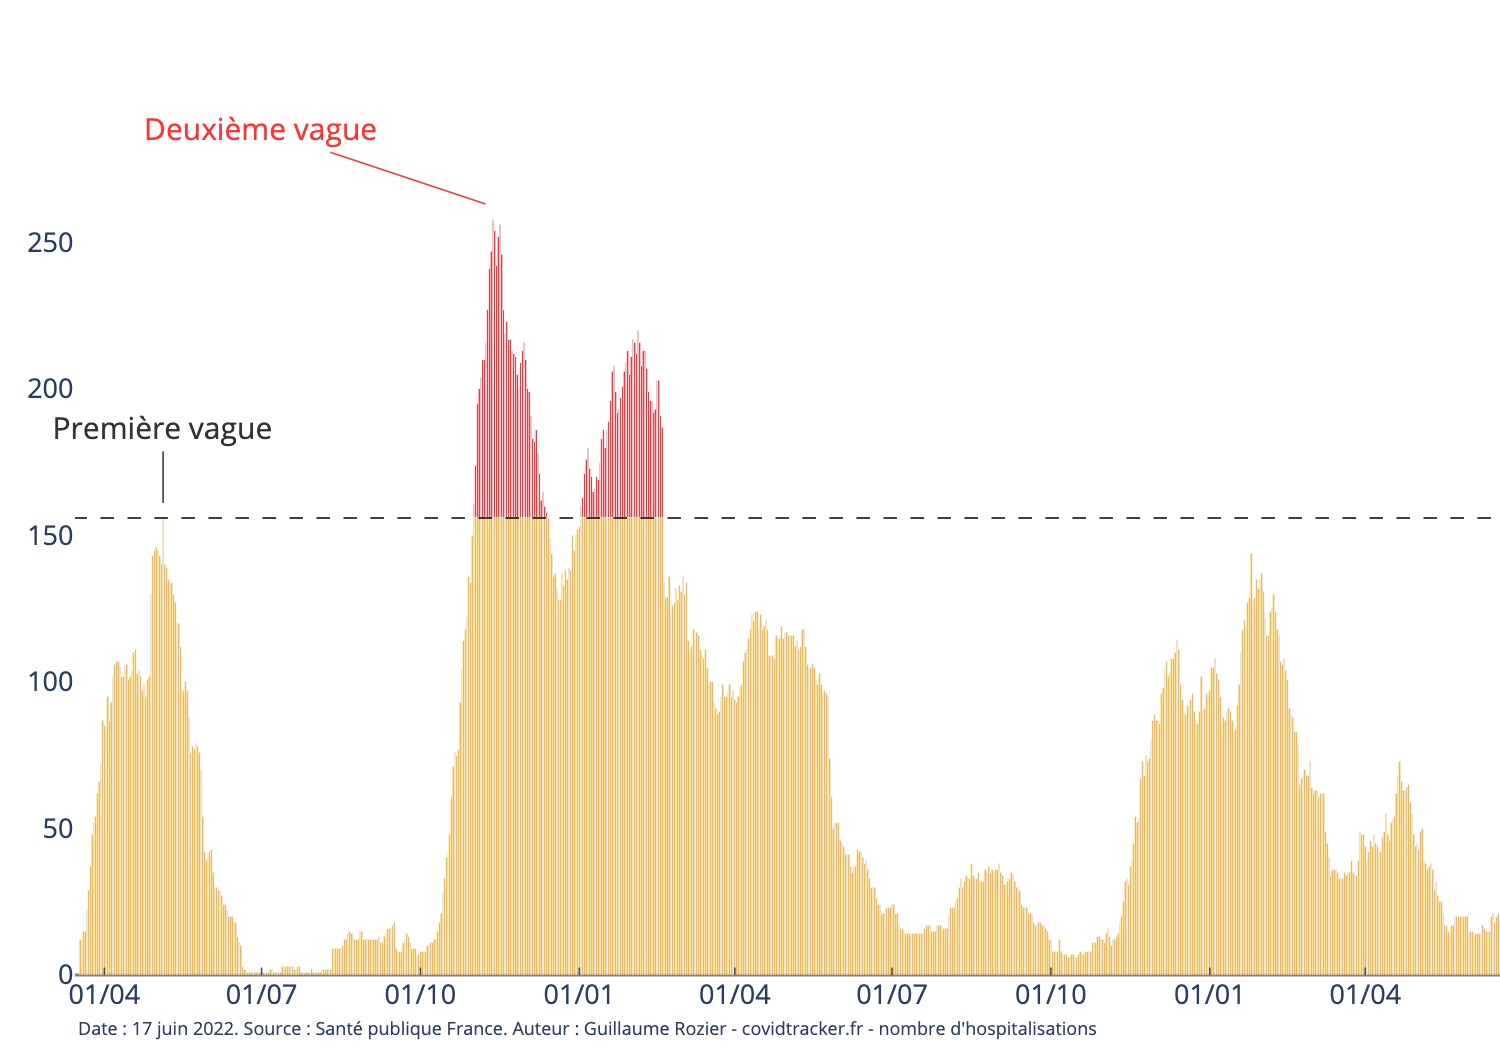 Deuxième vague
250
200
Première vague
150
100
50
0
01/04 01/07 01/10 01/01 01/04 01/07 01/10 01/01 01/04
Date : 17 juin 2022. Source : Santé publique France. Auteur : Guillaume Rozier - covidtracker.fr - nombre d'hospitalisations